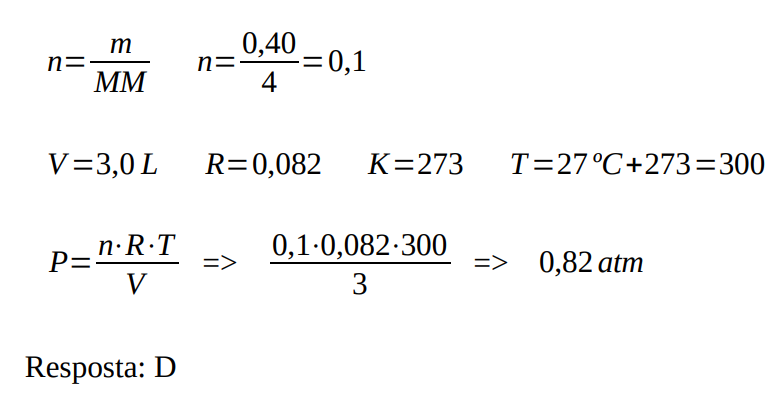 n = m/MM   n = 0,40/4 = 0,1
V = 3,0 L   R = 0,082   K = 273   T = 27 ºC + 273 = 300
P = n·R·T/V => 0,1·0,082·300/3 => 0,82 atm
Resposta: D